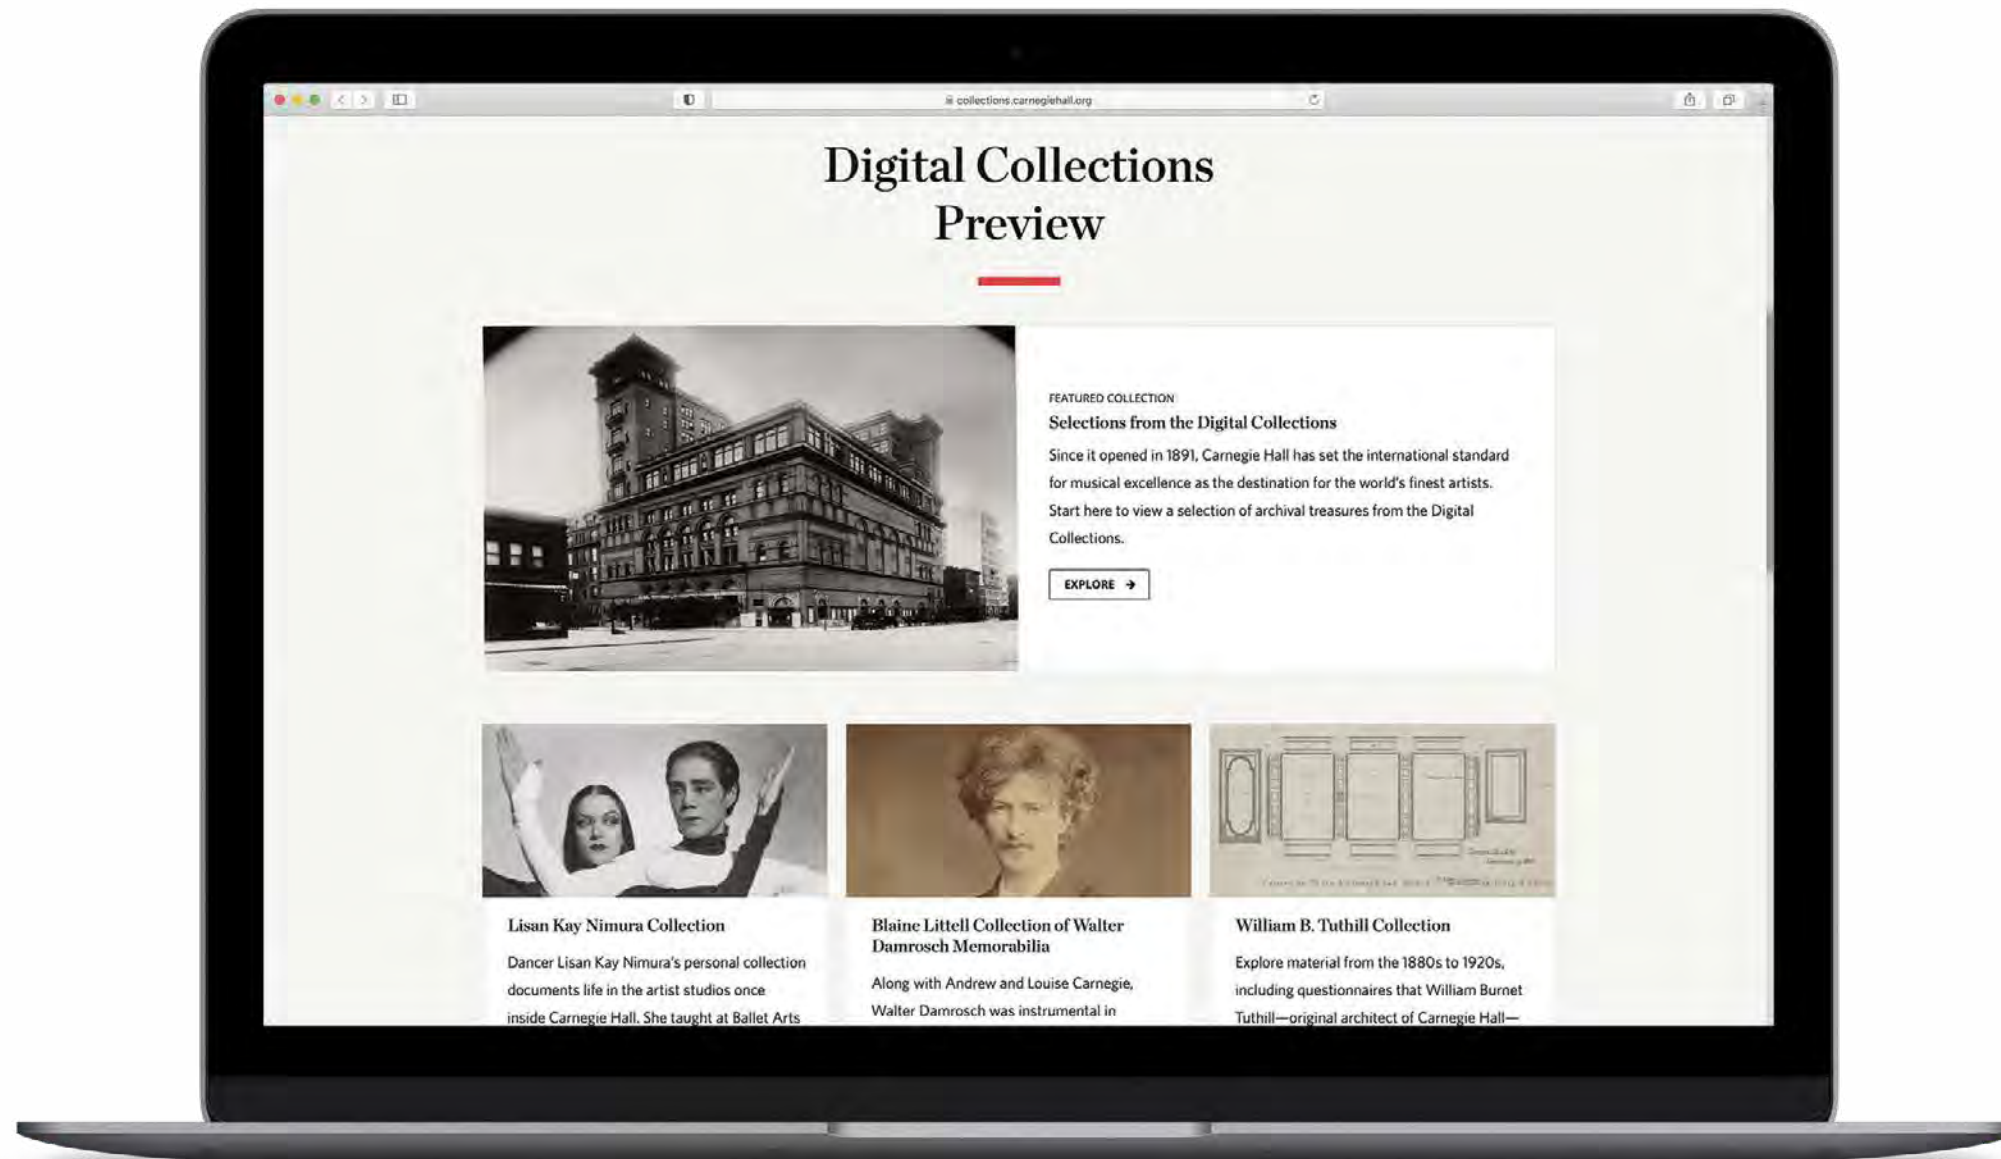 collections.carnegiehall.org
Digital Collections
Preview
FEATURED COLLECTION
Selections from the Digital Collections
Since it opened in 1891, Carnegie Hall has set the international standard
for musical excellence as the destination for the world's finest artists.
Start here to view a selection of archival treasures from the Digital
Collections.
EXPLORE →
Lisan Kay Nimura Collection
Dancer Lisan Kay Nimura's personal collection
documents life in the artist studios once
inside Carnegie Hall. She taught at Ballet Arts
Blaine Littell Collection of Walter
Damrosch Memorabilia
Along with Andrew and Louise Carnegie,
Walter Damrosch was instrumental in
William B. Tuthill Collection
Explore material from the 1880s to 1920s,
including questionnaires that William Burnet
Tuthill—original architect of Carnegie Hall—